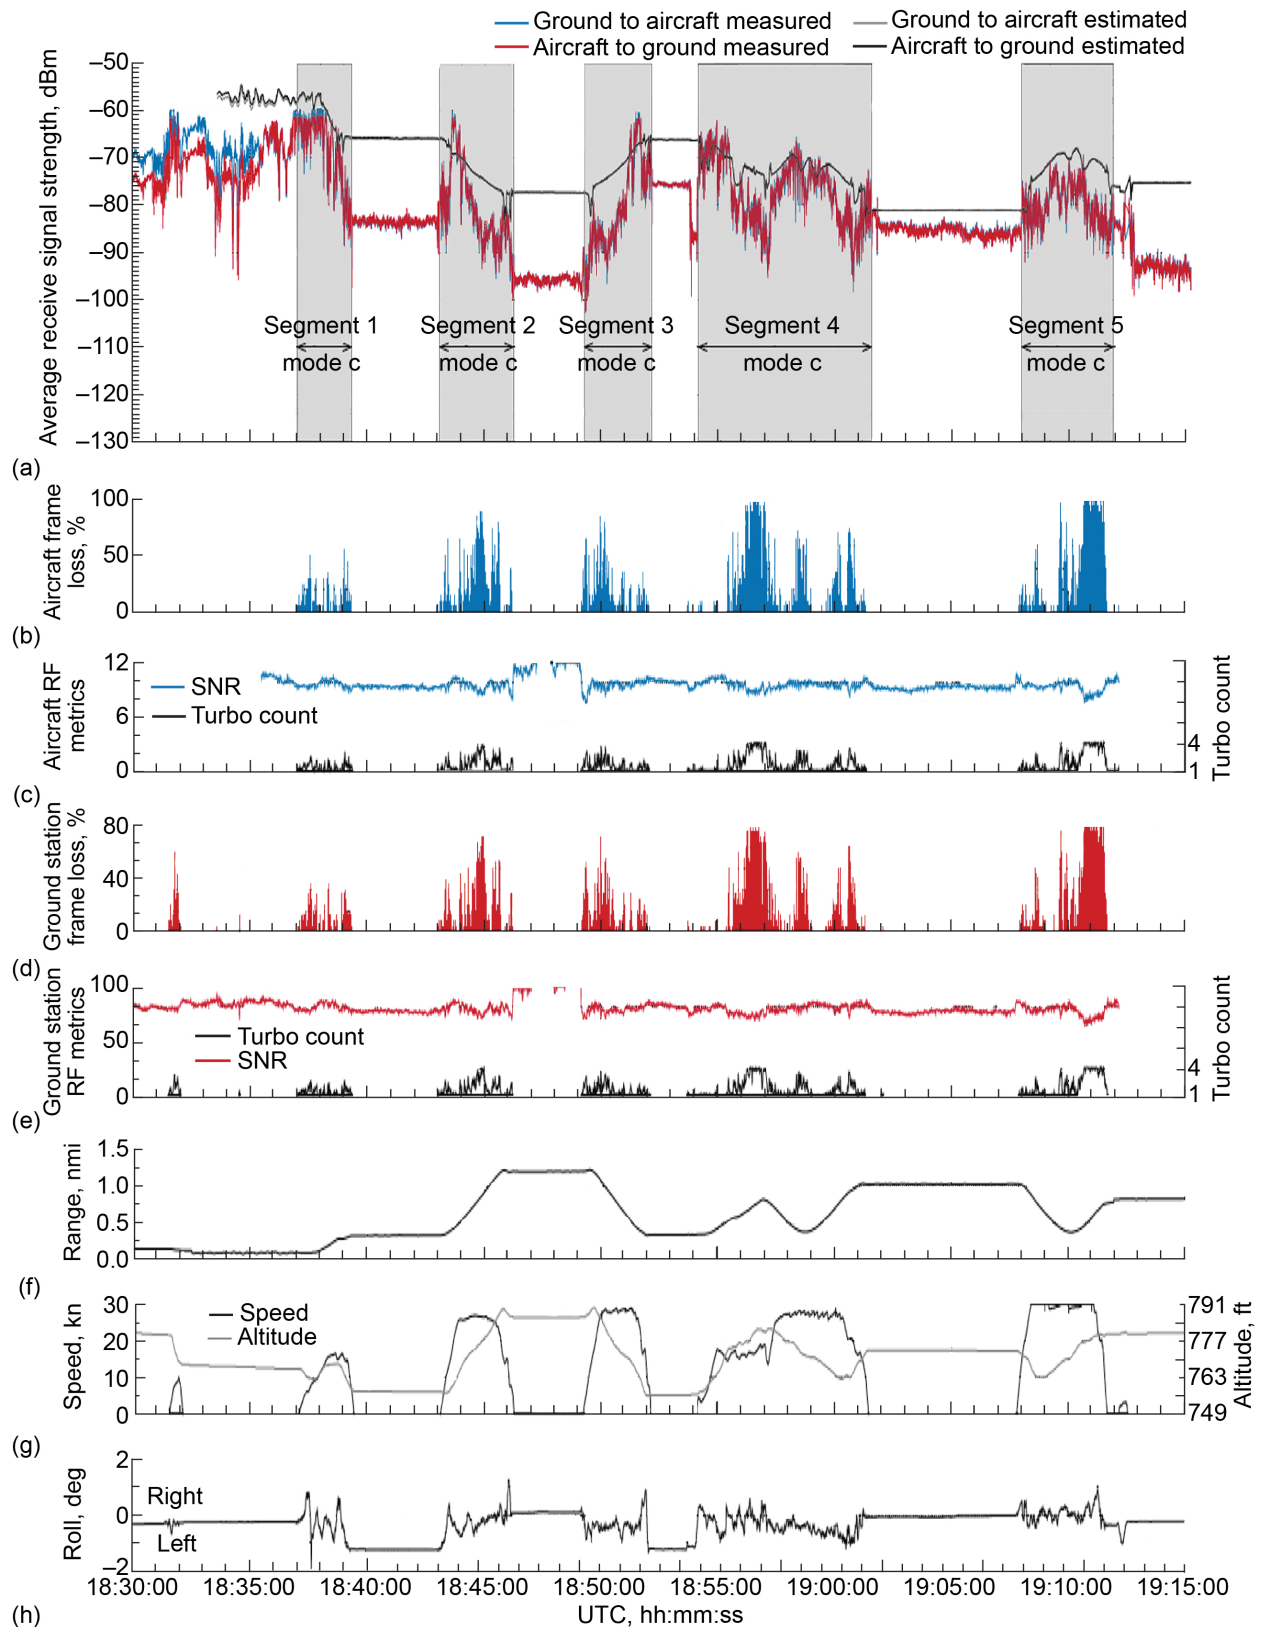 Ground to aircraft measured
Ground to aircraft estimated
Aircraft to ground measured
Aircraft to ground estimated
Average receive signal strength, dBm
–50
–60
–70
–80
–90
–100
–110
–120
–130
Segment 1
mode c
Segment 2
mode c
Segment 3
mode c
Segment 4
mode c
Segment 5
mode c
(a)
Aircraft frame
loss, %
100
50
0
(b)
Aircraft RF
metrics
12
6
0
SNR
Turbo count
4
1
Turbo count
(c)
Ground station
frame loss, %
80
40
0
(d)
Ground station
RF metrics
100
50
0
Turbo count
SNR
4
1
Turbo count
(e)
Range, nmi
1.5
1.0
0.5
0.0
(f)
Speed, kn
30
20
10
0
Speed
Altitude
791
777
763
749
Altitude, ft
(g)
Roll, deg
2
0
–2
Right
Left
18:30:00 18:35:00 18:40:00 18:45:00 18:50:00 18:55:00 19:00:00 19:05:00 19:10:00 19:15:00
UTC, hh:mm:ss
(h)